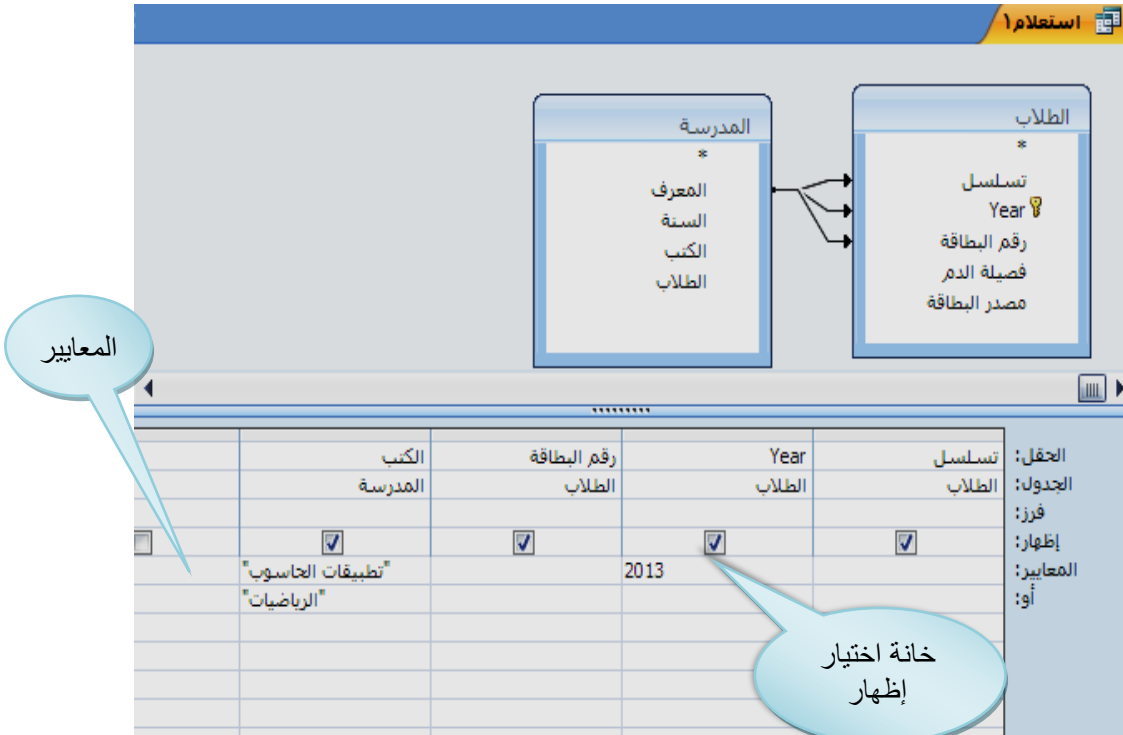 استعلام١
الطلاب
*
تسلسل
Year
رقم البطاقة
فصيلة الدم
مصدر البطاقة
المدرسة
*
المعرف
السنة
الكتب
الطلاب
المعايير
الحقل: تسلسل Year رقم البطاقة الكتب
الجدول: الطلاب الطلاب الطلاب المدرسة
فرز:
إظهار:
المعايير: 2013 "تطبيقات الحاسوب"
أو: "الرياضيات"
خانة اختيار
إظهار